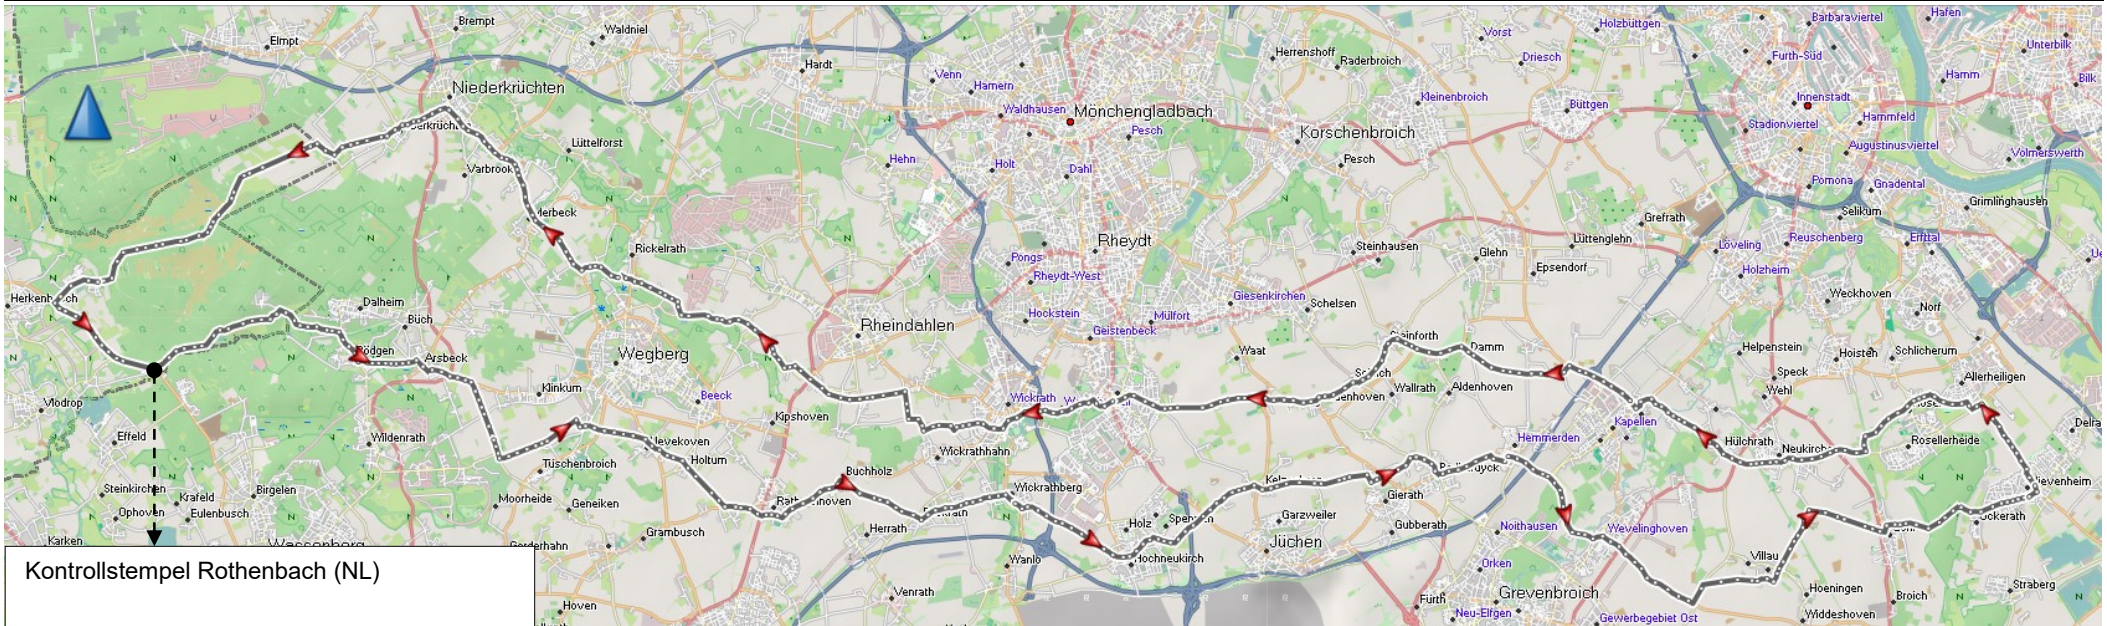 Brempt
Waldniel
Elmpt
Hardt
Niederkrüchten
Varbrook
Lüttelforst
Rickelrath
Dalheim
Büch
Rödgen
Arsbeck
Vlodrop
Effeld
Steinkirchen
Ophoven
Krafeld
Eulenbusch
Karken
Birgelen
Wildenrath
Wassenberg
Klinkum
Wegberg
Beeck
Tüschenbroich
Moorheide
Geneiken
Holtum
Grambusch
Hoven
Kipshoven
Buchholz
Herrath
Venrath
Rheindahlen
Venn
Hamern
Waldhausen
Mönchengladbach
Pesch
Hehn
Holt
Dahl
Rheydt
Pongs
Rheydt-West
Hockstein
Geistenbeck
Mülfort
Giesenkirchen
Schelsen
Waat
Wickrath
Wickrathhahn
Wickrathberg
Wanlo
Holz
Hochneukirch
Garzweiler
Jüchen
Gierath
Gubberath
Herrenshoff
Raderbroich
Korschenbroich
Pesch
Kleinenbroich
Vorst
Driesch
Büttgen
Holzbüttgen
Steinhausen
Glehn
Epsendorf
Lüttenglehn
Grefrath
Damm
Wallrath
Aldenhoven
Hemmerden
Kapellen
Noithausen
Wevelinghoven
Orken
Fürth
Neu-Elfgen
Grevenbroich
Gewerbegebiet Ost
Villau
Hoeningen
Widdeshoven
Broich
Straberg
Hülchrath
Rosellerheide
Allerheiligen
Schlicherum
Hoisten
Helpenstein
Speck
Wehl
Norf
Weckhoven
Holzheim
Löveling
Reuschenberg
Erfttal
Selikum
Grimlinghausen
Gnadental
Pomona
Augustinusviertel
Stadionviertel
Hammfeld
Innenstadt
Furth-Süd
Barbaraviertel
Hafen
Hamm
Unterbilk
Bilk
Volmerswerth
Kontrollstempel Rothenbach (NL)